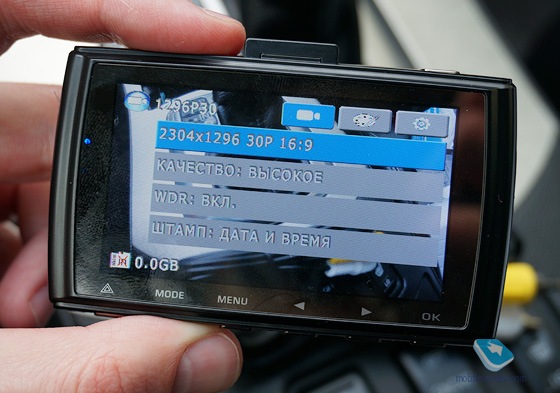 1296P30
2304x1296 30P 16:9
КАЧЕСТВО: ВЫСОКОЕ
WDR: ВКЛ.
ШТАМП: ДАТА И ВРЕМЯ
0.0GB
MODE MENU OK